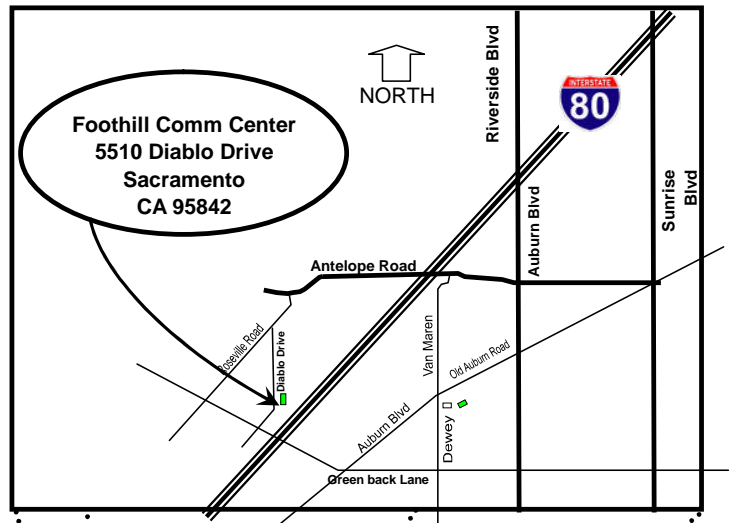 Riverside Blvd
INTERSTATE
80
NORTH
Foothill Comm Center
5510 Diablo Drive
Sacramento
CA 95842
Sunrise
Blvd
Auburn Blvd
Antelope Road
Roseville Road
Diablo Drive
Van Maren
Old Auburn Road
Auburn Blvd
Dewey
Green back Lane